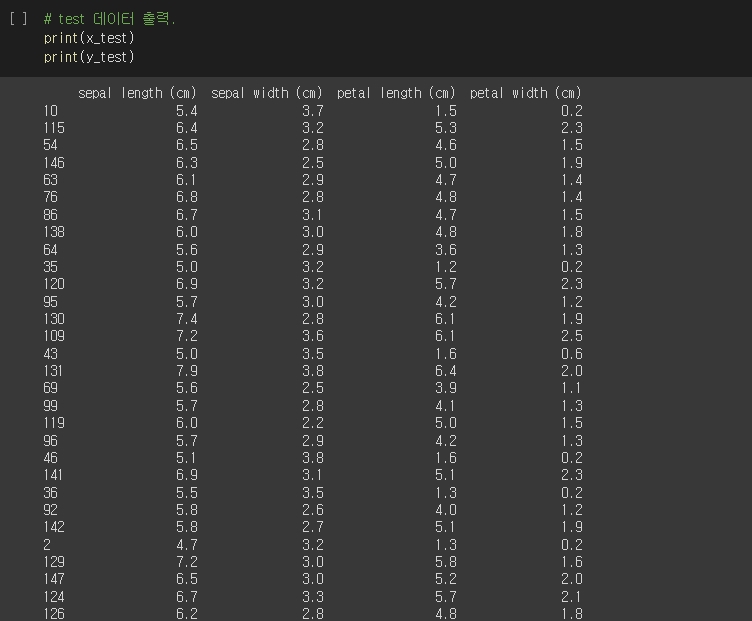 [ ] # test 데이터 출력.
print(x_test)
print(y_test)
sepal length (cm) sepal width (cm) petal length (cm) petal width (cm)
10 5.4 3.7 1.5 0.2
115 6.4 3.2 5.3 2.3
54 6.5 2.8 4.6 1.5
146 6.3 2.5 5.0 1.9
63 6.1 2.9 4.7 1.4
76 6.8 2.8 4.8 1.4
86 6.7 3.1 4.7 1.5
138 6.0 3.0 4.8 1.8
64 5.6 2.9 3.6 1.3
35 5.0 3.2 1.2 0.2
120 6.9 3.2 5.7 2.3
95 5.7 3.0 4.2 1.2
130 7.4 2.8 6.1 1.9
109 7.2 3.6 6.1 2.5
43 5.0 3.5 1.6 0.6
131 7.9 3.8 6.4 2.0
69 5.6 2.5 3.9 1.1
99 5.7 2.8 4.1 1.3
119 6.0 2.2 5.0 1.5
96 5.7 2.9 4.2 1.3
46 5.1 3.8 1.6 0.2
141 6.9 3.1 5.1 2.3
36 5.5 3.5 1.3 0.2
92 5.8 2.6 4.0 1.2
142 5.8 2.7 5.1 1.9
2 4.7 3.2 1.3 0.2
129 7.2 3.0 5.8 1.6
147 6.5 3.0 5.2 2.0
124 6.7 3.3 5.7 2.1
126 6.2 2.8 4.8 1.8